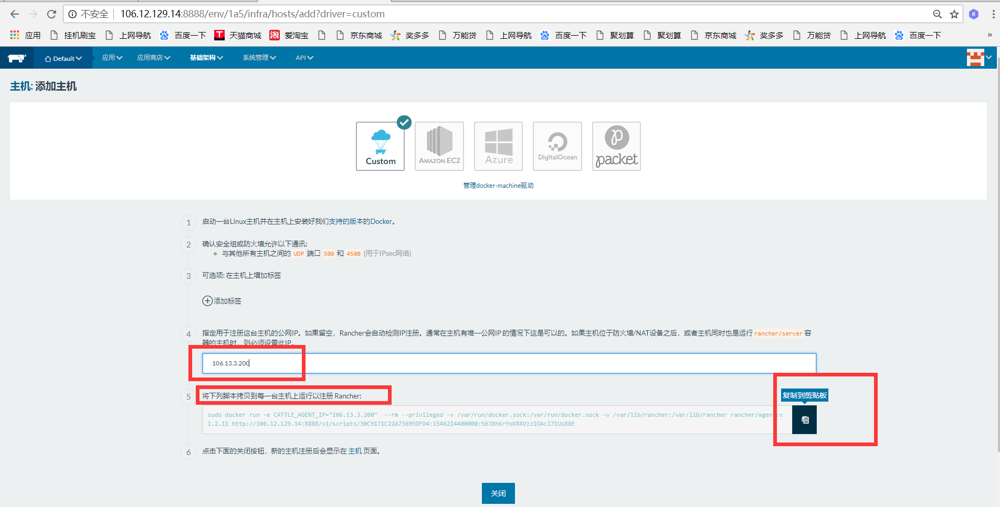 不安全 106.12.129.14:8888/env/1a5/infra/hosts/add?driver=custom R
应用 挂机刷宝 上网导航 百度一下 T 天猫商城 淘 爱淘宝 京东商城 奖多多 万能贷 上网导航 百度一下 聚划算 聚划算 京东商城 奖多多 万能贷 上网导航 百度一下 »
Default 应用 应用商店 基础架构 系统管理 API
主机: 添加主机
Custom AMAZON EC2 Azure DigitalOcean packet
管理docker-machine驱动
1 启动一台Linux主机并在主机上安装好我们支持的版本的Docker。
2 确认安全组或防火墙允许以下通讯:
与其他所有主机之间的 UDP 端口 500 和 4500 (用于IPsec网络)
3 可选项: 在主机上增加标签
添加标签
4 指定用于注册这台主机的公网IP。如果留空，Rancher会自动检测IP注册。通常在主机有唯一公网IP 的情况下这是可以的。如果主机位于防火墙/NAT设备之后，或者主机同时也是运行 rancher/server 容
器的主机时，则必须设置此IP。
106.13.3.200
5 将下列脚本拷贝到每一台主机上运行以注册 Rancher:
复制到剪贴板
sudo docker run -e CATTLE_AGENT_IP="106.13.3.200" --rm --privileged -v /var/run/docker.sock:/var/run/docker.sock -v /var/lib/rancher:/var/lib/rancher rancher/agent:v
1.2.11 http://106.12.129.14:8888/v1/scripts/30C9171C22A73695DFD4:1546214400000:S6J8hKrYoKRXVzz1OAcI71Us88E
6 点击下面的关闭按钮，新的主机注册后会显示在 主机 页面。
关闭